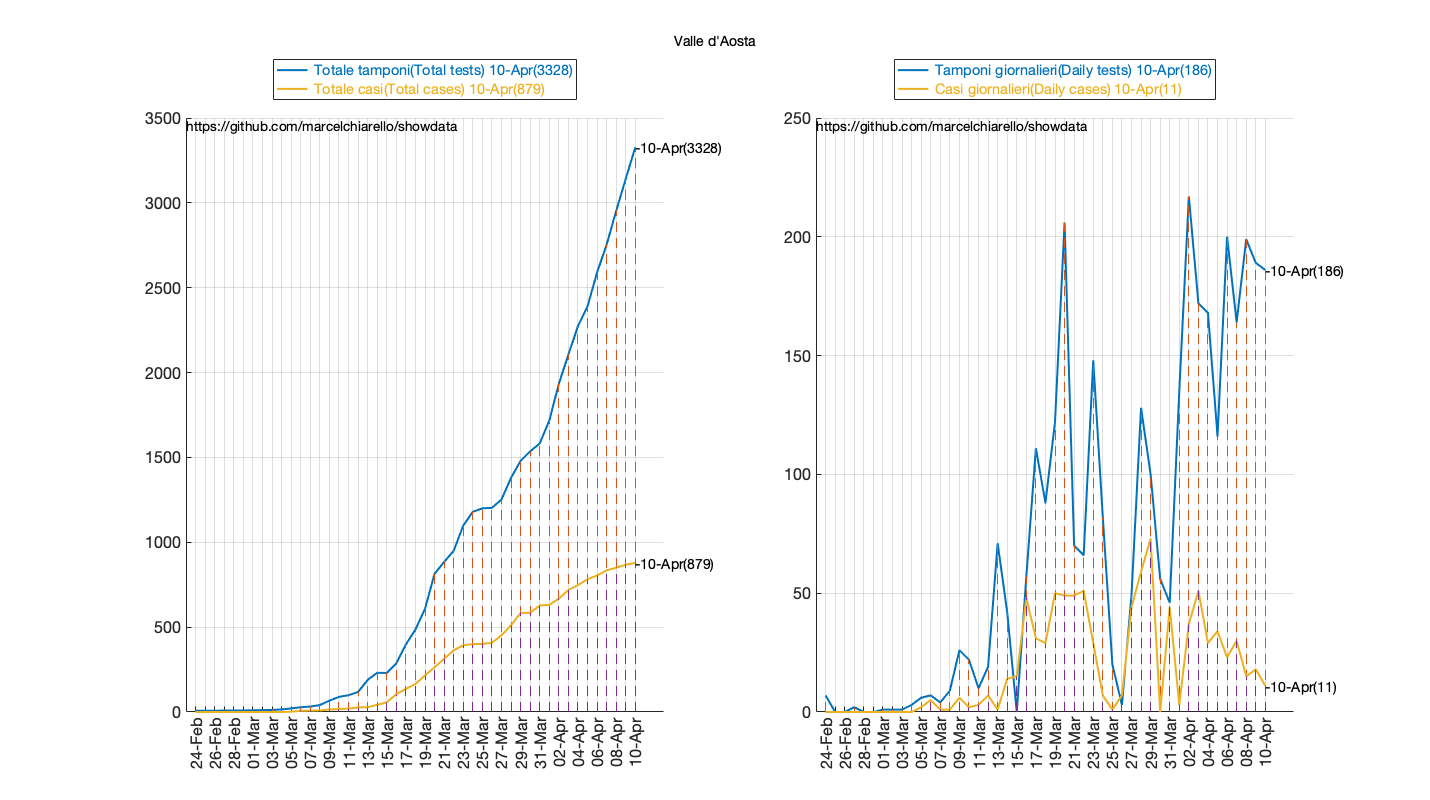 Valle d'Aosta
Totale tamponi(Total tests) 10-Apr(3328)
Totale casi(Total cases) 10-Apr(879)
https://github.com/marcelchiarello/showdata
3500
3000
2500
2000
1500
1000
500
0
10-Apr(3328)
10-Apr(879)
24-Feb
26-Feb
28-Feb
01-Mar
03-Mar
05-Mar
07-Mar
09-Mar
11-Mar
13-Mar
15-Mar
17-Mar
19-Mar
21-Mar
23-Mar
25-Mar
27-Mar
29-Mar
31-Mar
02-Apr
04-Apr
06-Apr
08-Apr
10-Apr
Tamponi giornalieri(Daily tests) 10-Apr(186)
Casi giornalieri(Daily cases) 10-Apr(11)
https://github.com/marcelchiarello/showdata
250
200
150
100
50
0
10-Apr(186)
10-Apr(11)
24-Feb
26-Feb
28-Feb
01-Mar
03-Mar
05-Mar
07-Mar
09-Mar
11-Mar
13-Mar
15-Mar
17-Mar
19-Mar
21-Mar
23-Mar
25-Mar
27-Mar
29-Mar
31-Mar
02-Apr
04-Apr
06-Apr
08-Apr
10-Apr